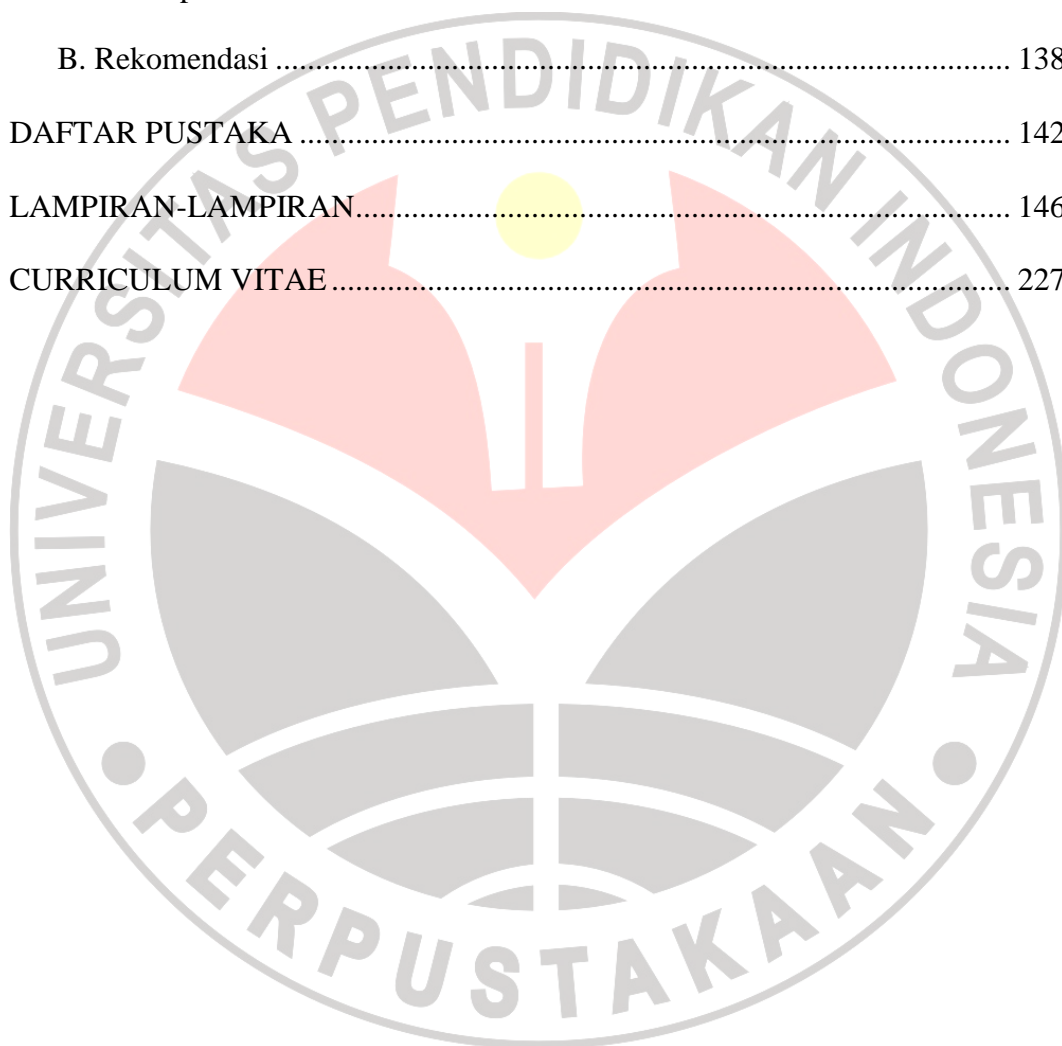 B. Rekomendasi ............................................................................................ 138
DAFTAR PUSTAKA ......................................................................................... 142
LAMPIRAN-LAMPIRAN.................................................................................. 146
CURRICULUM VITAE ..................................................................................... 227
UNIVERSITAS PENDIDIKAN INDONESIA
• PERPUSTAKAAN •